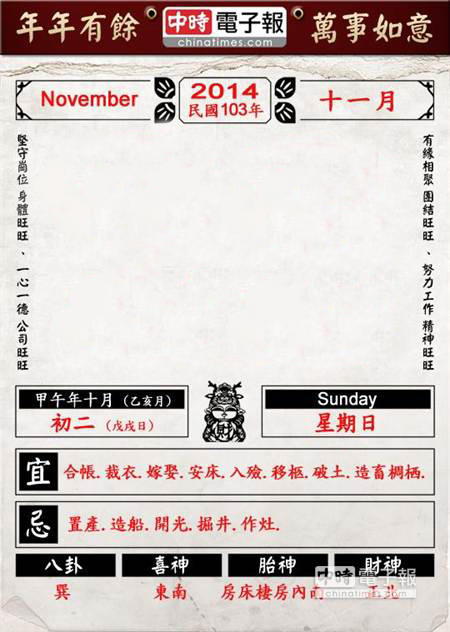 年年有餘 中時電子報 萬事如意
chinatimes.com
November
2014
民國103年
十一月
有緣相聚 團結旺旺 、 努力工作 精神旺旺
堅守崗位 身體旺旺 、 一心一德 公司旺旺
甲午年十月（乙亥月）
初二（戊戌日）
財
Sunday
星期日
宜
合帳.裁衣.嫁娶.安床.入殮.移柩.破土.造畜椆栖.
忌
置產.造船.開光.掘井.作灶.
八卦 喜神 胎神 財神
巽 東南 房床棲房內 北
中時電子報
chinatimes.com